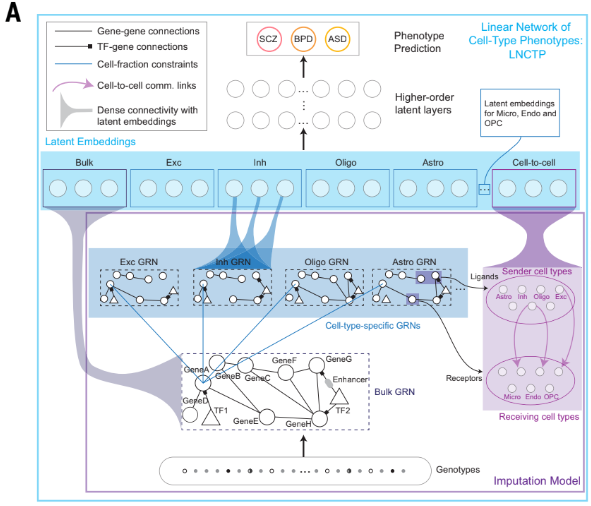 A
Gene-gene connections
TF-gene connections
Cell-fraction constraints
Cell-to-cell comm. links
Dense connectivity with
latent embeddings
SCZ BPD ASD
Phenotype
Prediction
Linear Network of
Cell-Type Phenotypes:
LNCTP
Higher-order
latent layers
Latent embeddings
for Micro, Endo and
OPC
Latent Embeddings
Bulk Exc Inh Oligo Astro Cell-to-cell
Exc GRN Inh GRN Oligo GRN Astro GRN
Ligands
Sender cell types
Astro Inh Oligo Exc
Cell-type-specific GRNs
GeneA
GeneB
GeneC
GeneF
GeneG
Enhancer
GeneD
TF1
GeneE
GeneH
TF2
Bulk GRN
Receptors
Micro Endo OPC
Receiving cell types
Genotypes
Imputation Model